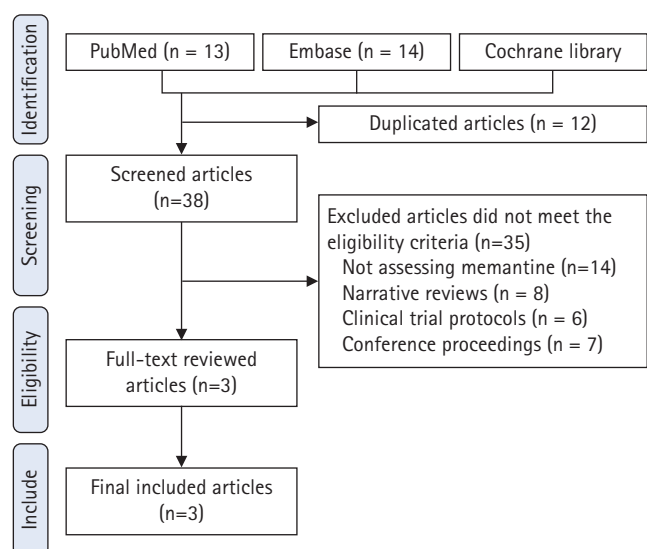 Identification
PubMed (n = 13)
Embase (n = 14)
Cochrane library
Duplicated articles (n = 12)
Screening
Screened articles
(n=38)
Excluded articles did not meet the
eligibility criteria (n=35)
Not assessing memantine (n=14)
Narrative reviews (n = 8)
Clinical trial protocols (n = 6)
Conference proceedings (n = 7)
Eligibility
Full-text reviewed
articles (n=3)
Include
Final included articles
(n=3)